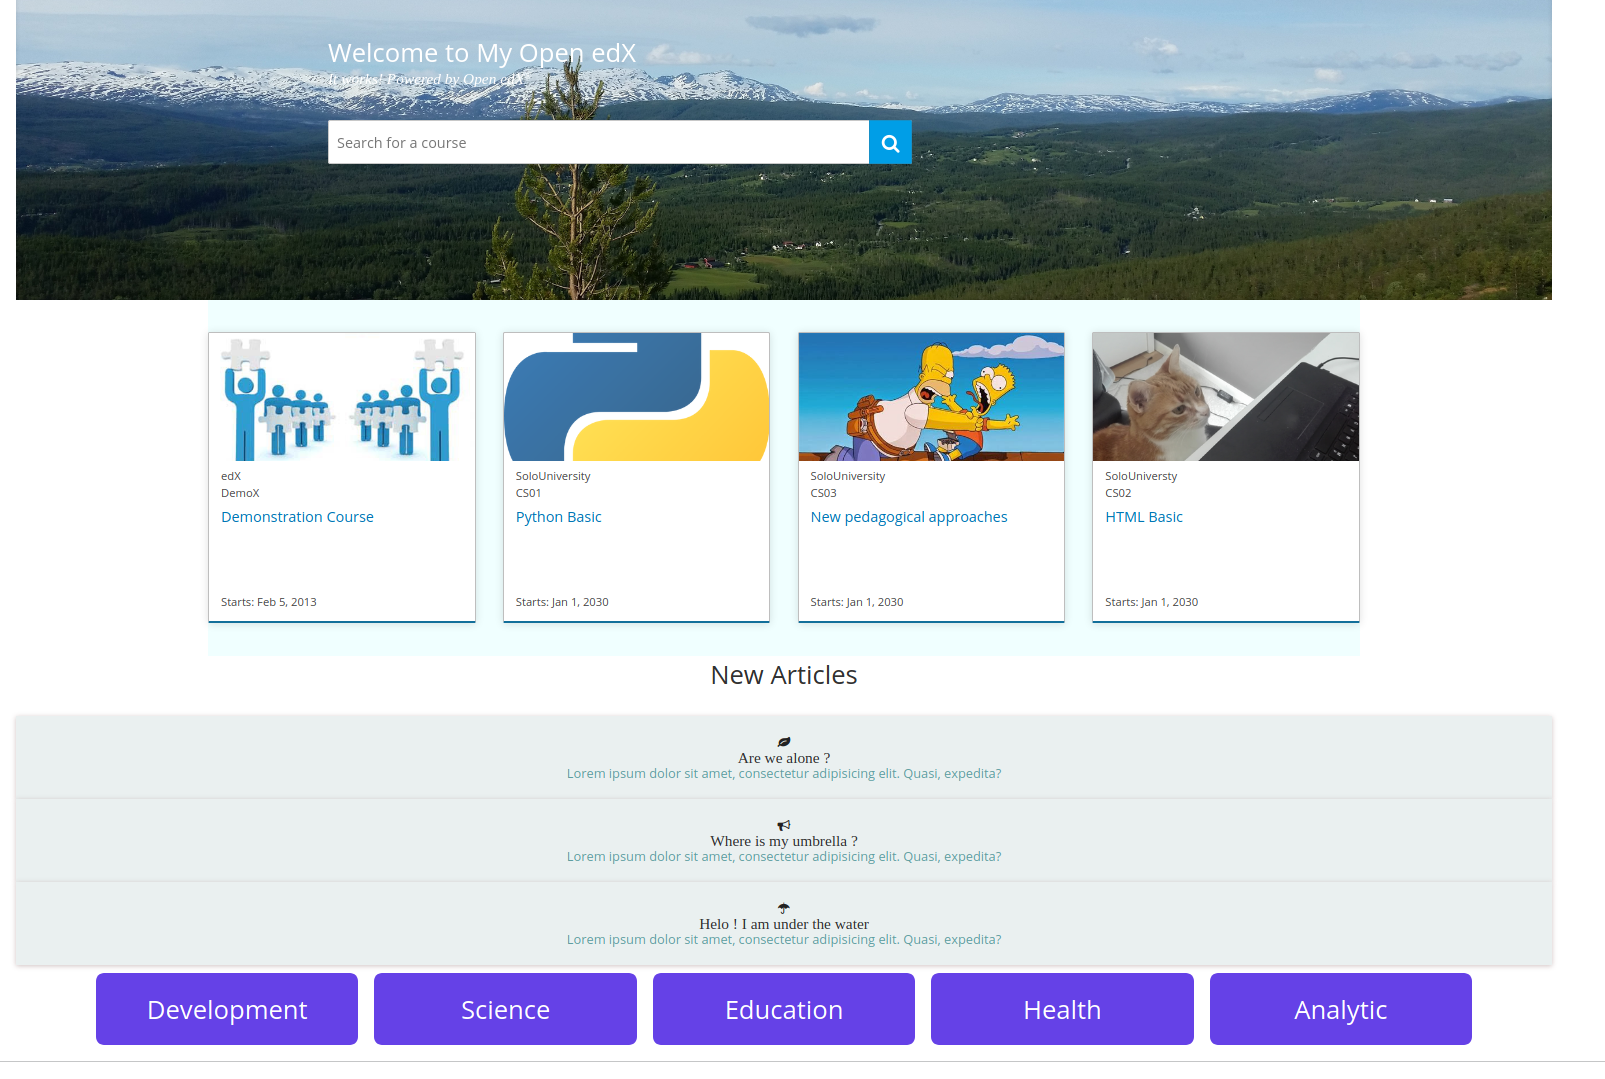 Welcome to My Open edX
It works! Powered by Open edX
Search for a course
edX
DemoX
Demonstration Course
Starts: Feb 5, 2013
SoloUniversity
CS01
Python Basic
Starts: Jan 1, 2030
SoloUniversity
CS03
New pedagogical approaches
Starts: Jan 1, 2030
SoloUniversty
CS02
HTML Basic
Starts: Jan 1, 2030
New Articles
Are we alone ?
Lorem ipsum dolor sit amet, consectetur adipisicing elit. Quasi, expedita?
Where is my umbrella ?
Lorem ipsum dolor sit amet, consectetur adipisicing elit. Quasi, expedita?
Helo ! I am under the water
Lorem ipsum dolor sit amet, consectetur adipisicing elit. Quasi, expedita?
Development
Science
Education
Health
Analytic